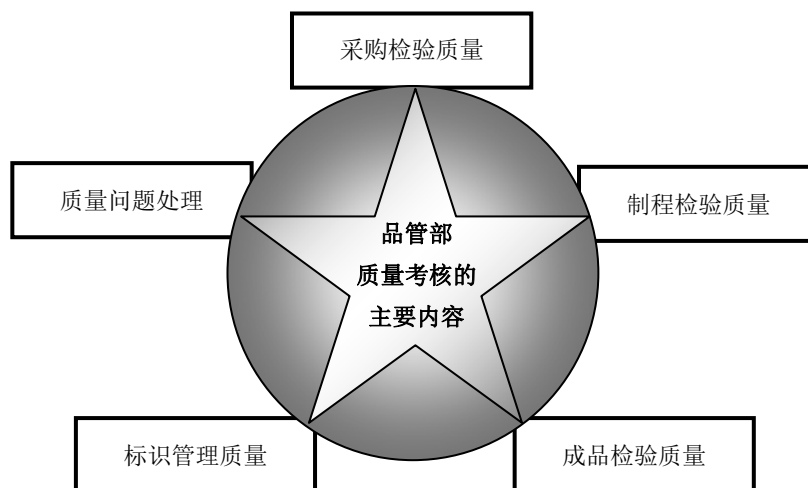 采购检验质量
质量问题处理
制程检验质量
品管部
质量考核的
主要内容
标识管理质量
成品检验质量